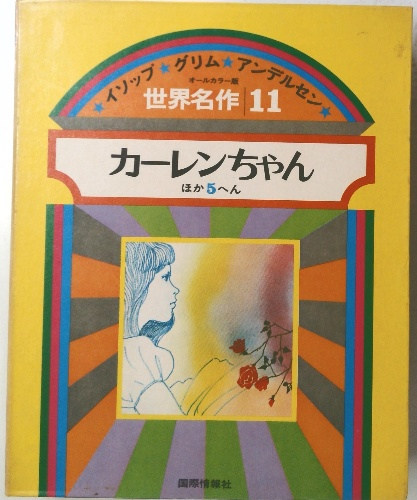 ★イソップ★グリム★アンデルセン★
オールカラー版
世界名作|11
カーレンちゃん
ほか5へん
国際情報社